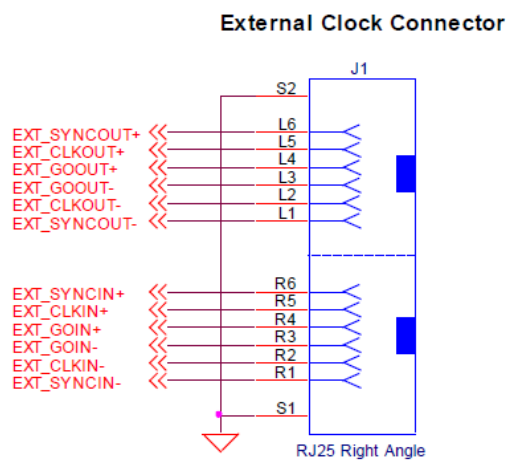 External Clock Connector
J1
S2
EXT_SYNCOUT+ L6
EXT_CLKOUT+ L5
EXT_GOOUT+ L4
EXT_GOOUT- L3
EXT_CLKOUT- L2
EXT_SYNCOUT- L1
EXT_SYNCIN+ R6
EXT_CLKIN+ R5
EXT_GOIN+ R4
EXT_GOIN- R3
EXT_CLKIN- R2
EXT_SYNCIN- R1
S1
RJ25 Right Angle